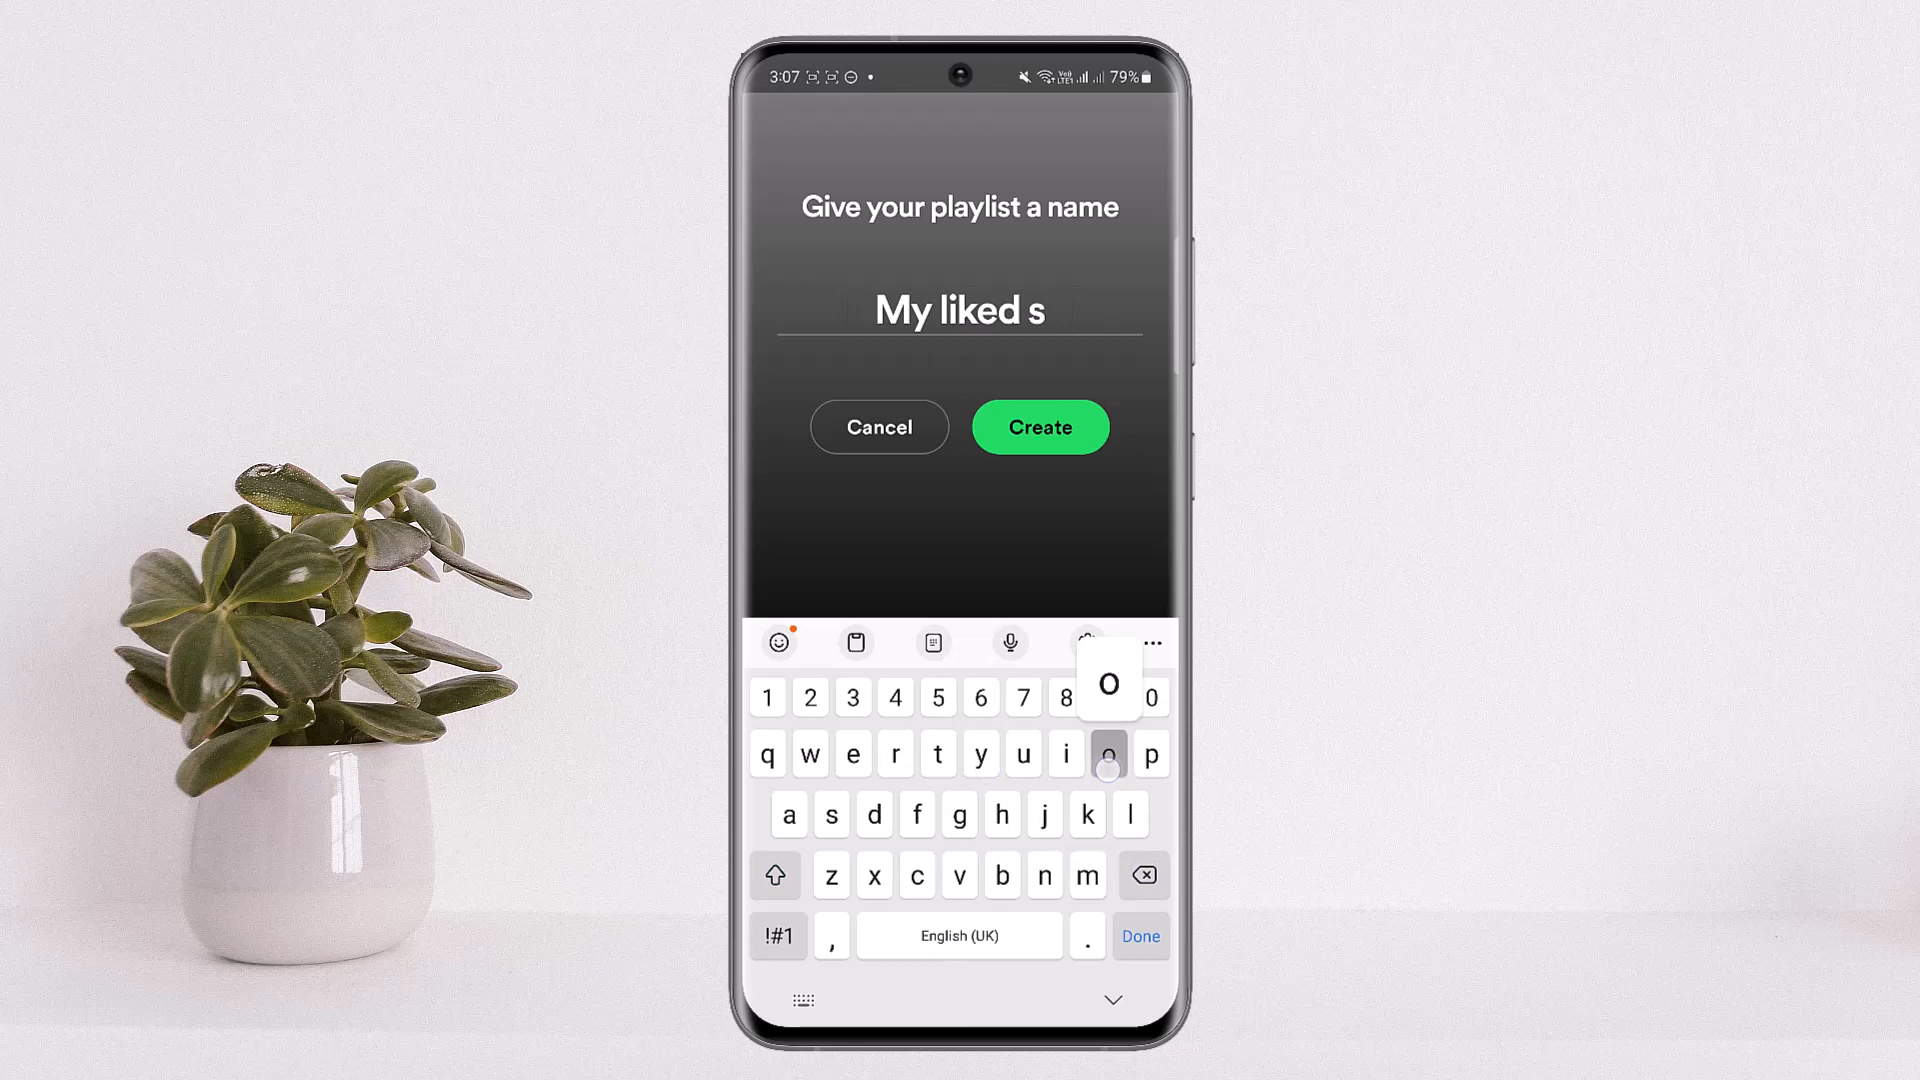 3:07 79%
Give your playlist a name
My liked s
Cancel Create
o
1 2 3 4 5 6 7 8 0
q w e r t y u i o p
a s d f g h j k l
z x c v b n m
!#1 , English (UK) . Done